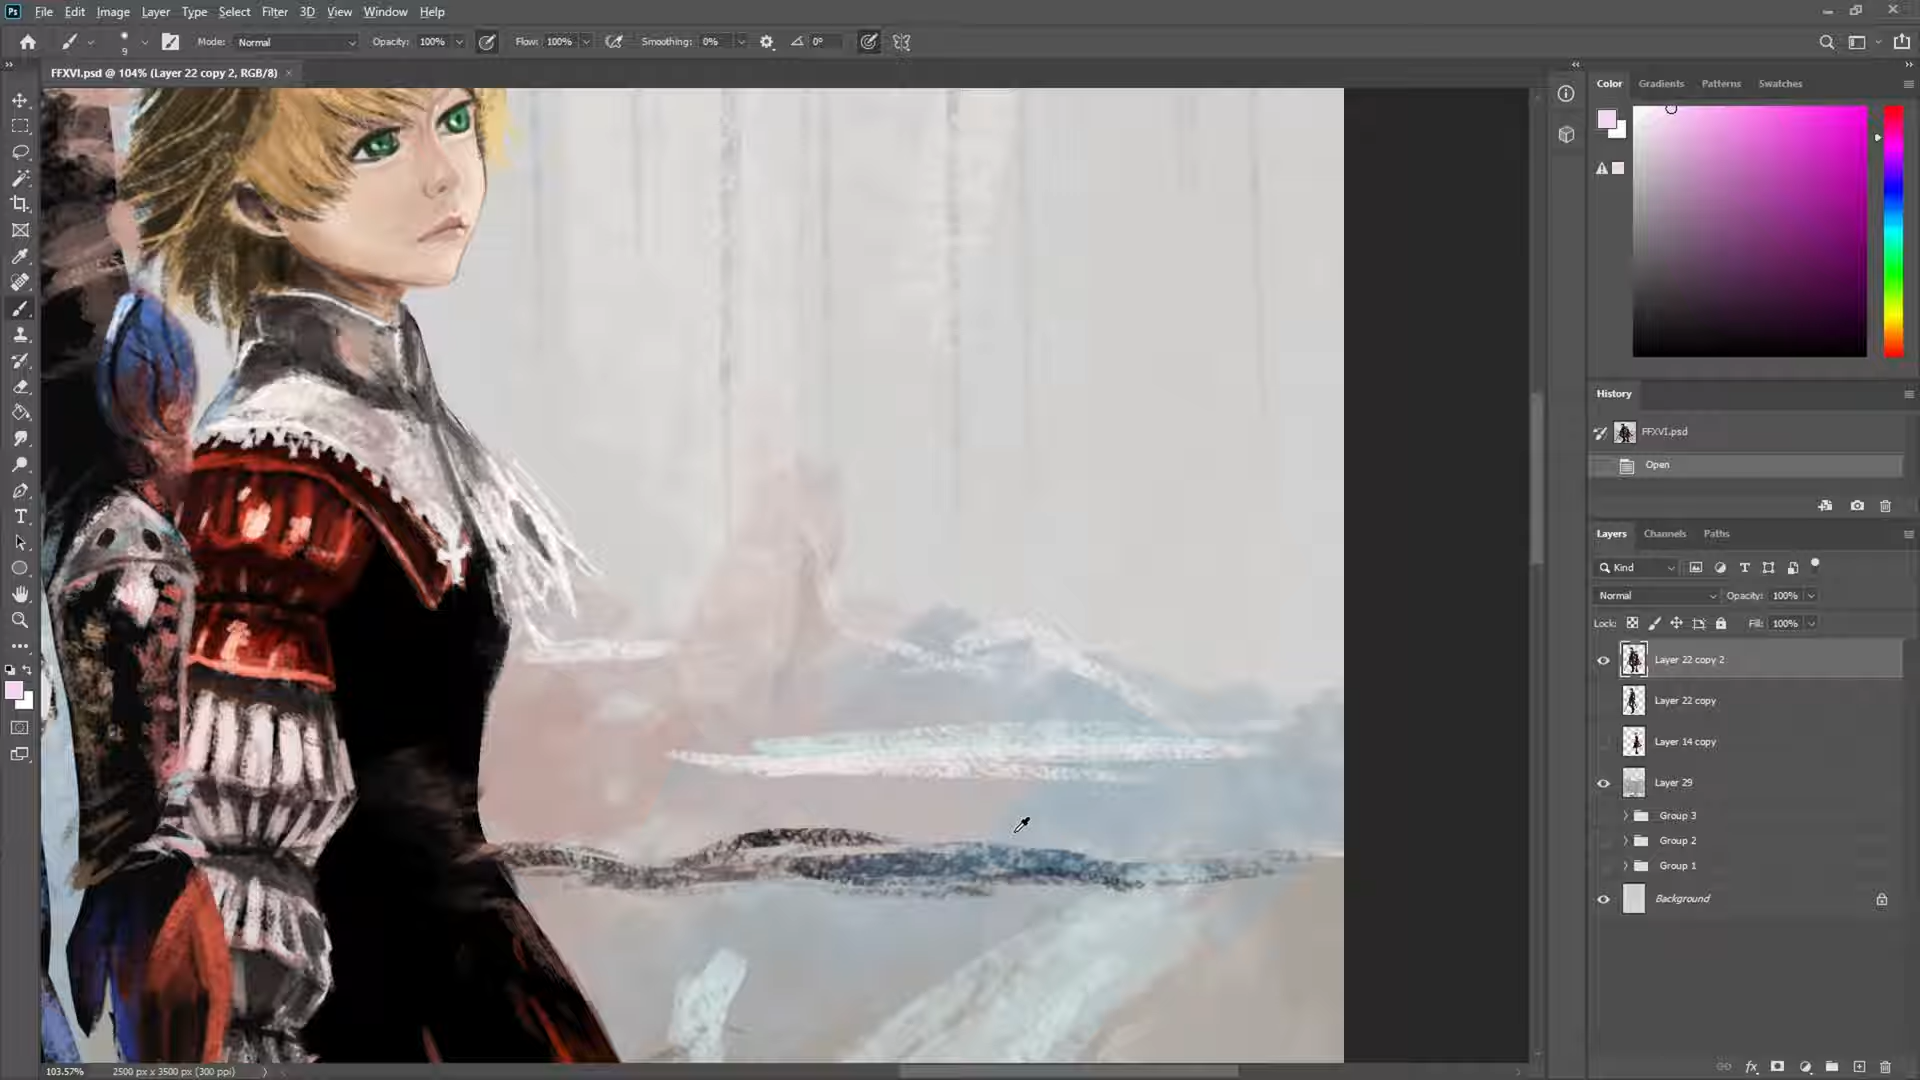 Ps File Edit Image Layer Type Select Filter 3D View Window Help
9 Mode: Normal Opacity: 100% Flow: 100% Smoothing: 0% 0°
FFXVI.psd @ 104% (Layer 22 copy 2, RGB/8) ×
Color Gradients Patterns Swatches
History
FFXVI.psd
Open
Layers Channels Paths
Kind
Normal Opacity: 100%
Lock: Fill: 100%
Layer 22 copy 2
Layer 22 copy
Layer 14 copy
Layer 29
Group 3
Group 2
Group 1
Background
103.57% 2500 px x 3500 px (300 ppi)